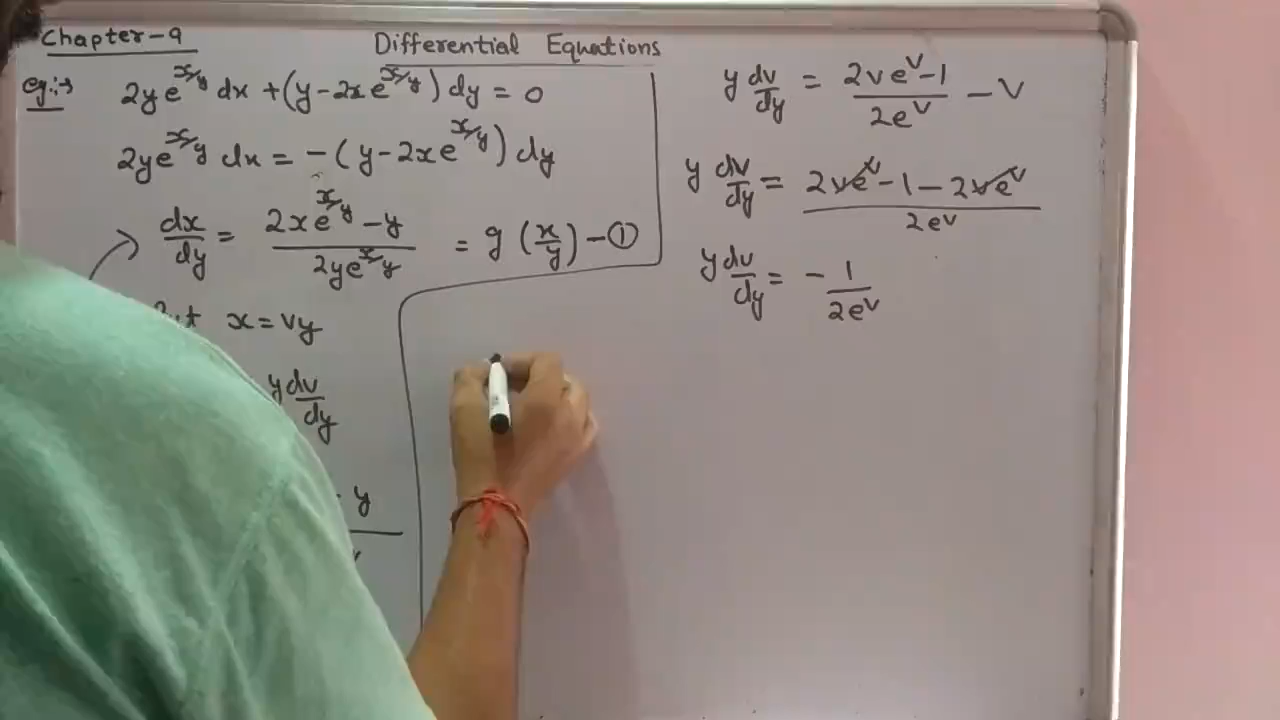 Chapter-9
Differential Equations
eg:→ 2ye^{x/y} dx + (y-2xe^{x/y}) dy = 0
2ye^{x/y} dx = -(y-2xe^{x/y}) dy
dx/dy = (2xe^{x/y} - y)/(2ye^{x/y}) = g(x/y) - ①
x = vy
y dv/dy
y
y dv/dy = (2ve^v - 1)/(2e^v) - v
y dv/dy = (2ve^v - 1 - 2ve^v)/(2e^v)
y dv/dy = - 1/(2e^v)